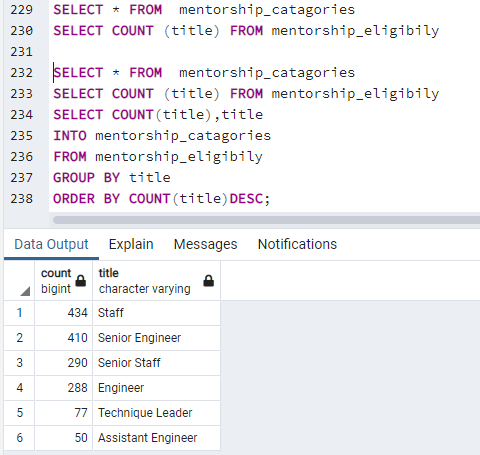 229 SELECT * FROM  mentorship_catagories
230 SELECT COUNT (title) FROM mentorship_eligibily
231
232 SELECT * FROM  mentorship_catagories
233 SELECT COUNT (title) FROM mentorship_eligibily
234 SELECT COUNT(title),title
235 INTO mentorship_catagories
236 FROM mentorship_eligibily
237 GROUP BY title
238 ORDER BY COUNT(title)DESC;
Data Output Explain Messages Notifications
count title
bigint character varying
1 434 Staff
2 410 Senior Engineer
3 290 Senior Staff
4 288 Engineer
5 77 Technique Leader
6 50 Assistant Engineer